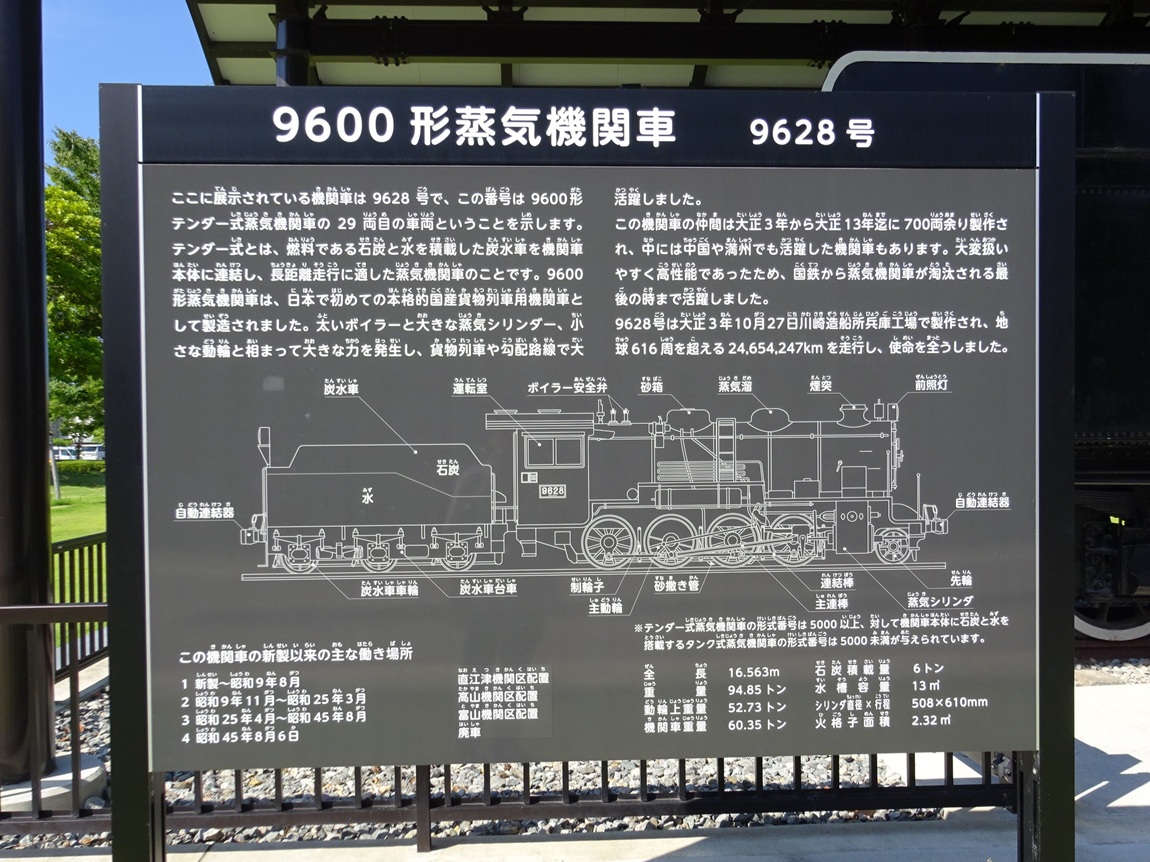 9600 形蒸気機関車 9628 号
ここに展示されている機関車は 9628 号で、この番号は 9600 形
テンダー式蒸気機関車の 29 両目の車両ということを示します。
テンダー式とは、燃料である石炭と水を積載した炭水車を機関車
本体に連結し、長距離走行に適した蒸気機関車のことです。9600
形蒸気機関車は、日本で初めての本格的国産貨物列車用機関車と
して製造されました。太いボイラーと大きな蒸気シリンダー、小
さな動輪と相まって大きな力を発生し、貨物列車や勾配路線で大
活躍しました。
この機関車の仲間は大正3年から大正13年迄に700両余り製作さ
れ、中には中国や満州でも活躍した機関車もあります。大変扱い
やすく高性能であったため、国鉄から蒸気機関車が淘汰される最
後の時まで活躍しました。
9628号は大正3年10月27日川崎造船所兵庫工場で製作され、地
球616周を超える24,654,247kmを走行し、使命を全うしました。
炭水車 運転室 ボイラー安全弁 砂箱 蒸気溜 煙突 前照灯
石炭
水
9628
自動連結器
自動連結器
炭水車車輪 炭水車台車 制輪子 砂撒き管 連結棒 先輪
主動輪 主連棒 蒸気シリンダ
※テンダー式蒸気機関車の形式番号は5000以上、対して機関車本体に石炭と水を
搭載するタンク式蒸気機関車の形式番号は5000未満が与えられています。
この機関車の新製以来の主な働き場所
1 新製〜昭和9年8月 直江津機関区配置
2 昭和9年11月〜昭和25年3月 高山機関区配置
3 昭和25年4月〜昭和45年8月 富山機関区配置
4 昭和45年8月6日 廃車
全長 16.563m 石炭積載量 6トン
重量 94.85トン 水槽容量 13㎥
動輪上重量 52.73トン シリンダ直径×行程 508×610mm
機関車重量 60.35トン 火格子面積 2.32㎡